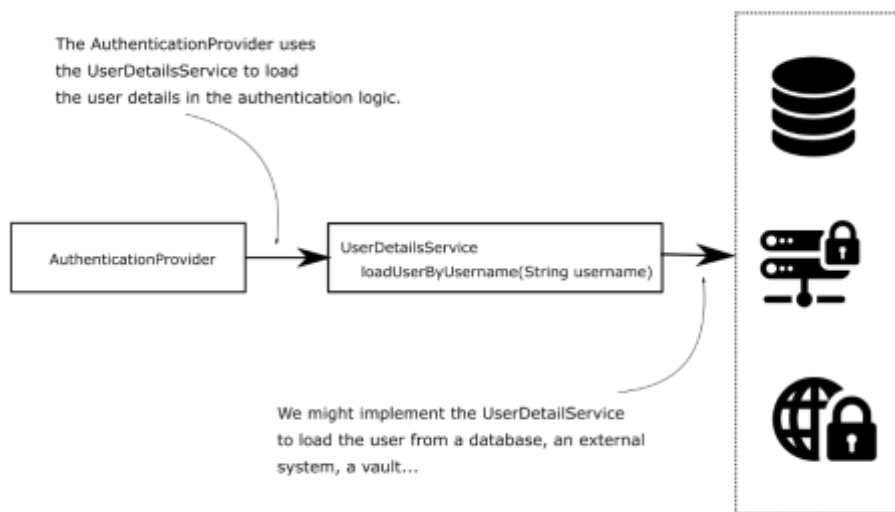 The AuthenticationProvider uses
the UserDetailsService to load
the user details in the authentication logic.
AuthenticationProvider
UserDetailsService
loadUserByUsername(String username)
We might implement the UserDetailService
to load the user from a database, an external
system, a vault...